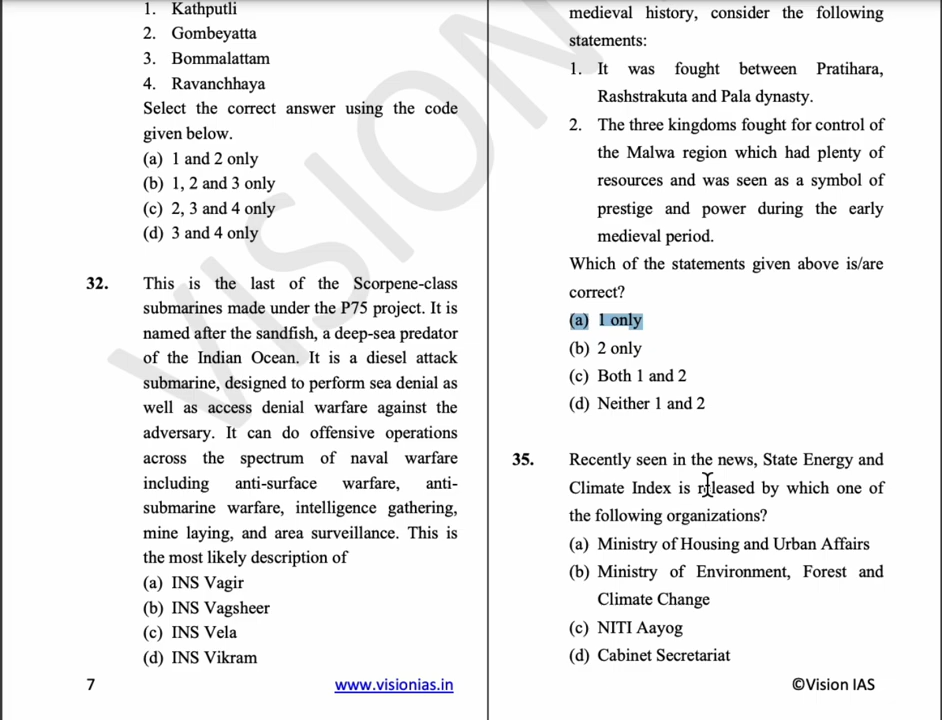 1. Kathputli
2. Gombeyatta
3. Bommalattam
4. Ravanchhaya
Select the correct answer using the code
given below.
(a) 1 and 2 only
(b) 1, 2 and 3 only
(c) 2, 3 and 4 only
(d) 3 and 4 only
32. This is the last of the Scorpene-class
submarines made under the P75 project. It is
named after the sandfish, a deep-sea predator
of the Indian Ocean. It is a diesel attack
submarine, designed to perform sea denial as
well as access denial warfare against the
adversary. It can do offensive operations
across the spectrum of naval warfare
including anti-surface warfare, anti-
submarine warfare, intelligence gathering,
mine laying, and area surveillance. This is
the most likely description of
(a) INS Vagir
(b) INS Vagsheer
(c) INS Vela
(d) INS Vikram
medieval history, consider the following
statements:
1. It was fought between Pratihara,
Rashstrakuta and Pala dynasty.
2. The three kingdoms fought for control of
the Malwa region which had plenty of
resources and was seen as a symbol of
prestige and power during the early
medieval period.
Which of the statements given above is/are
correct?
(a) 1 only
(b) 2 only
(c) Both 1 and 2
(d) Neither 1 and 2
35. Recently seen in the news, State Energy and
Climate Index is released by which one of
the following organizations?
(a) Ministry of Housing and Urban Affairs
(b) Ministry of Environment, Forest and
Climate Change
(c) NITI Aayog
(d) Cabinet Secretariat
7 www.visionias.in ©Vision IAS
VISION